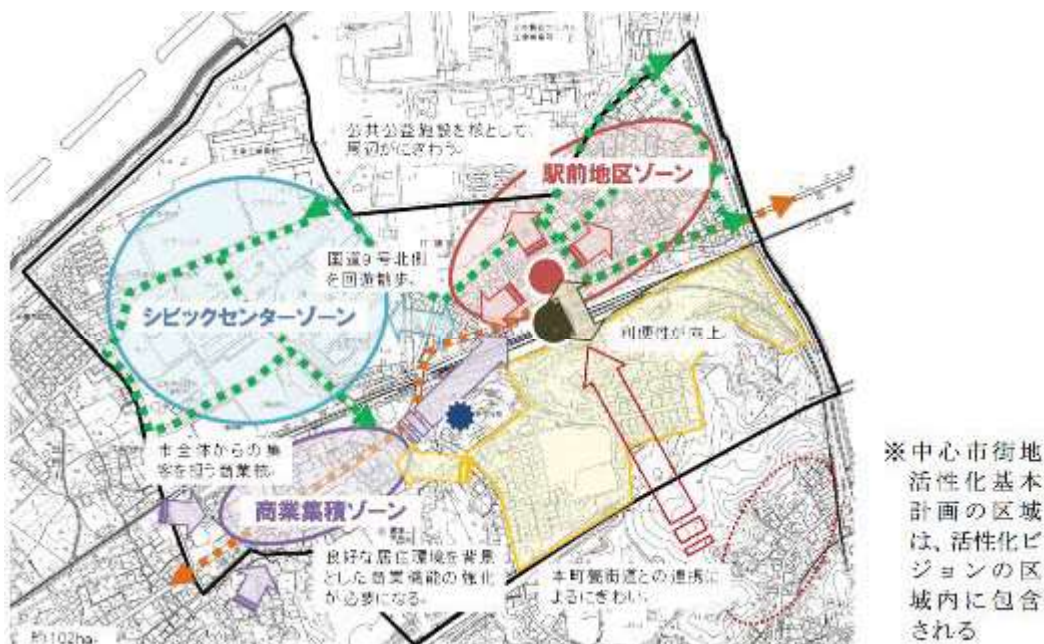 公共公益施設を核として、
周辺がにぎわう。
駅前地区ゾーン
国道9号北側
を回遊散歩。
シビックセンターゾーン
利便性が向上。
市全体からの集
客を担う商業核。
商業集積ゾーン
良好な居住環境を背景
とした商業機能の強化
が必要になる。
本町甍街道との連携に
よるにぎわい。
約102ha
※中心市街地
活性化基本
計画の区域
は、活性化ビ
ジョンの区
域内に包含
される